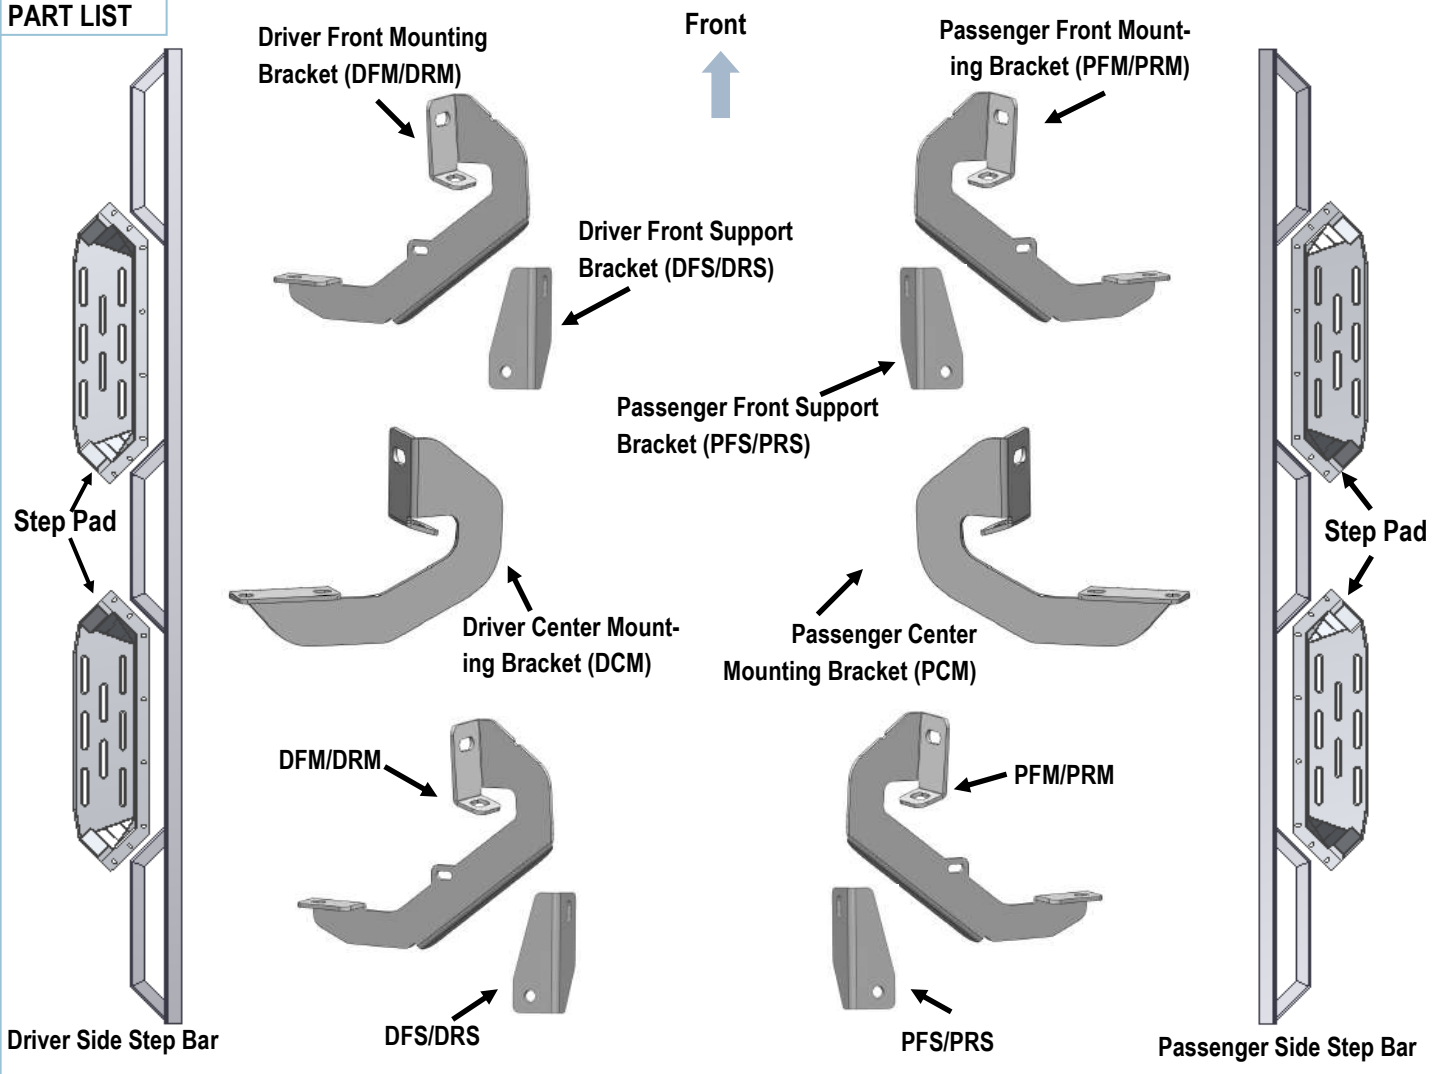 PART LIST
Front
Driver Front Mounting
Bracket (DFM/DRM)
Passenger Front Mount-
ing Bracket (PFM/PRM)
Driver Front Support
Bracket (DFS/DRS)
Passenger Front Support
Bracket (PFS/PRS)
Step Pad
Step Pad
Driver Center Mount-
ing Bracket (DCM)
Passenger Center
Mounting Bracket (PCM)
DFM/DRM
PFM/PRM
DFS/DRS
PFS/PRS
Driver Side Step Bar
Passenger Side Step Bar